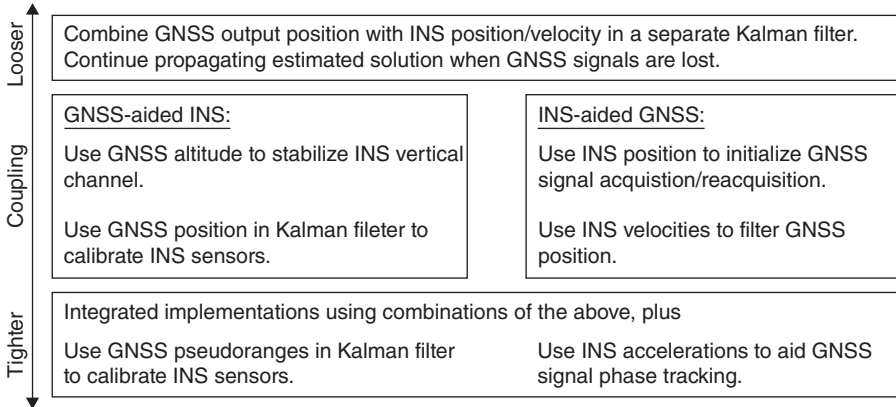 Looser
Combine GNSS output position with INS position/velocity in a separate Kalman filter.
Continue propagating estimated solution when GNSS signals are lost.
Coupling
GNSS-aided INS:
Use GNSS altitude to stabilize INS vertical
channel.
Use GNSS position in Kalman fileter to
calibrate INS sensors.
INS-aided GNSS:
Use INS position to initialize GNSS
signal acquistion/reacquisition.
Use INS velocities to filter GNSS
position.
Tighter
Integrated implementations using combinations of the above, plus
Use GNSS pseudoranges in Kalman filter
to calibrate INS sensors.
Use INS accelerations to aid GNSS
signal phase tracking.